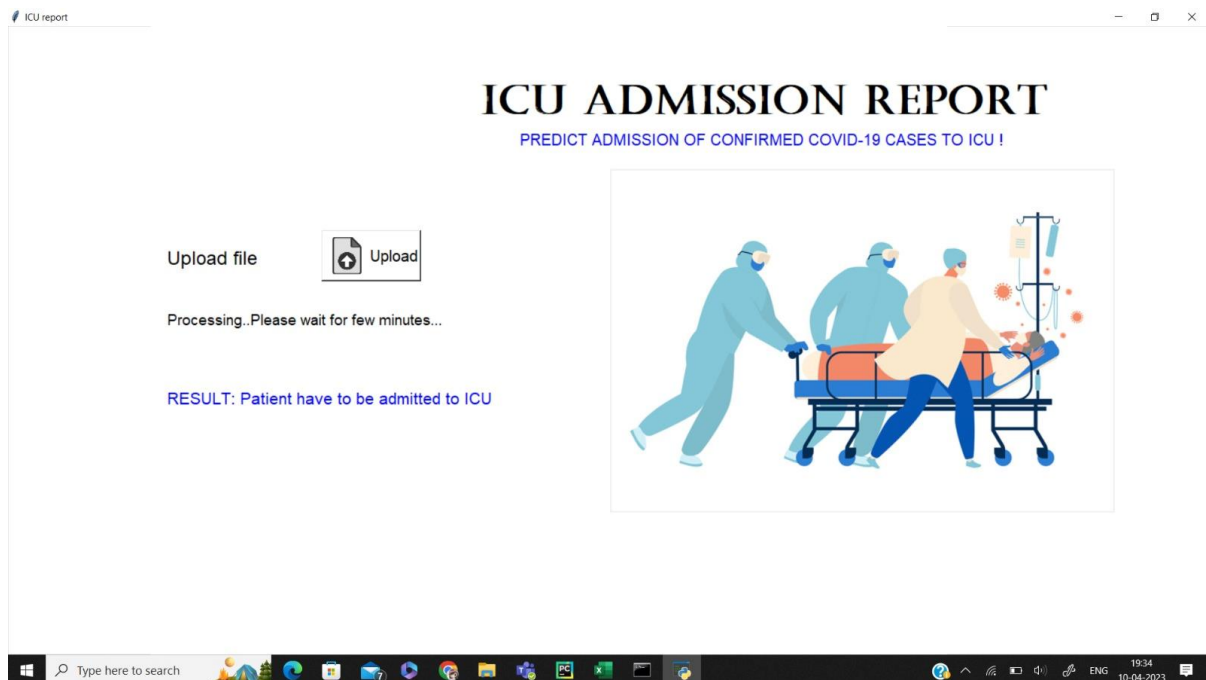 ICU report
ICU ADMISSION REPORT
PREDICT ADMISSION OF CONFIRMED COVID-19 CASES TO ICU !
Upload file
Upload
Processing..Please wait for few minutes...
RESULT: Patient have to be admitted to ICU
Type here to search
7
PC
ENG
19:34
10-04-2023